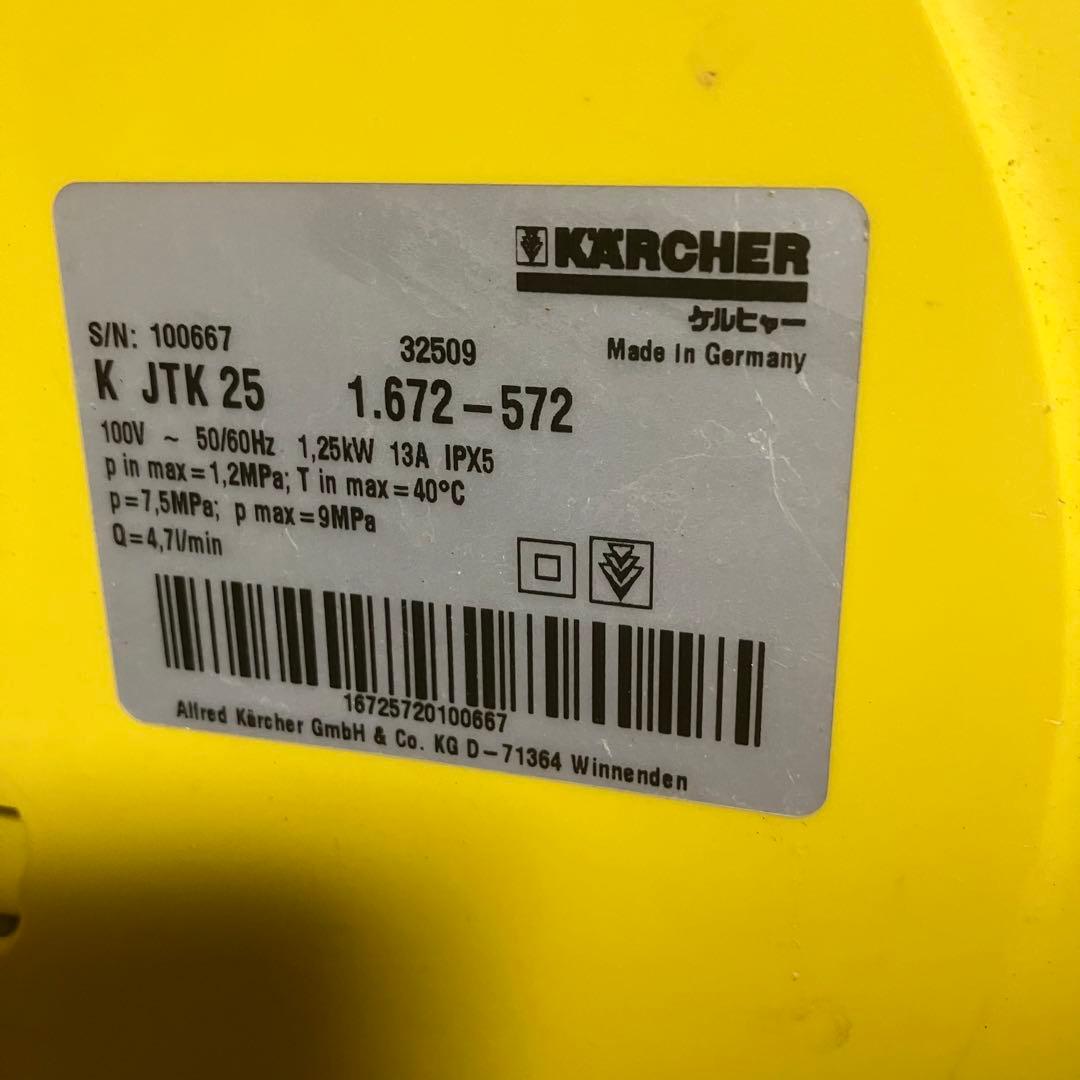 KÄRCHER
ケルヒャー
Made in Germany
S/N: 100667 32509
K JTK 25 1.672-572
100V ~ 50/60Hz 1,25kW 13A IPX5
p in max=1,2MPa; T in max=40°C
p=7,5MPa; p max=9MPa
Q=4,7l/min
16725720100667
Alfred Kärcher GmbH & Co. KG D-71364 Winnenden